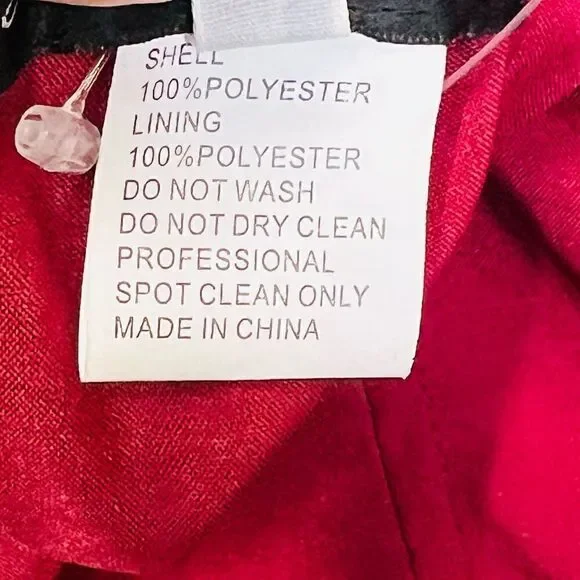 SHELL
100%POLYESTER
LINING
100%POLYESTER
DO NOT WASH
DO NOT DRY CLEAN
PROFESSIONAL
SPOT CLEAN ONLY
MADE IN CHINA